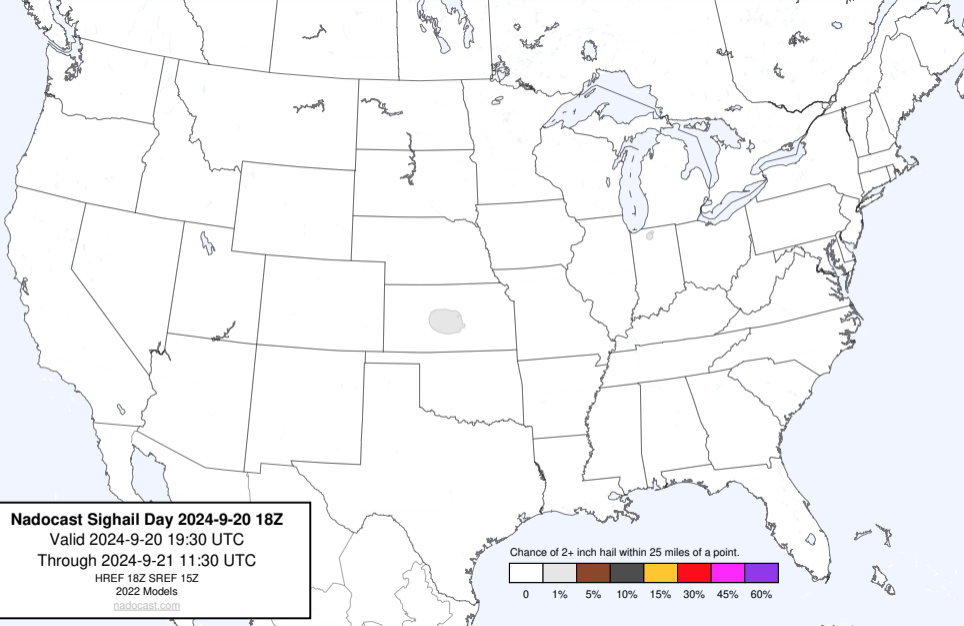 Nadocast Sighail Day 2024-9-20 18Z
Valid 2024-9-20 19:30 UTC
Through 2024-9-21 11:30 UTC
HREF 18Z SREF 15Z
2022 Models
nadocast.com
Chance of 2+ inch hail within 25 miles of a point.
0 1% 5% 10% 15% 30% 45% 60%